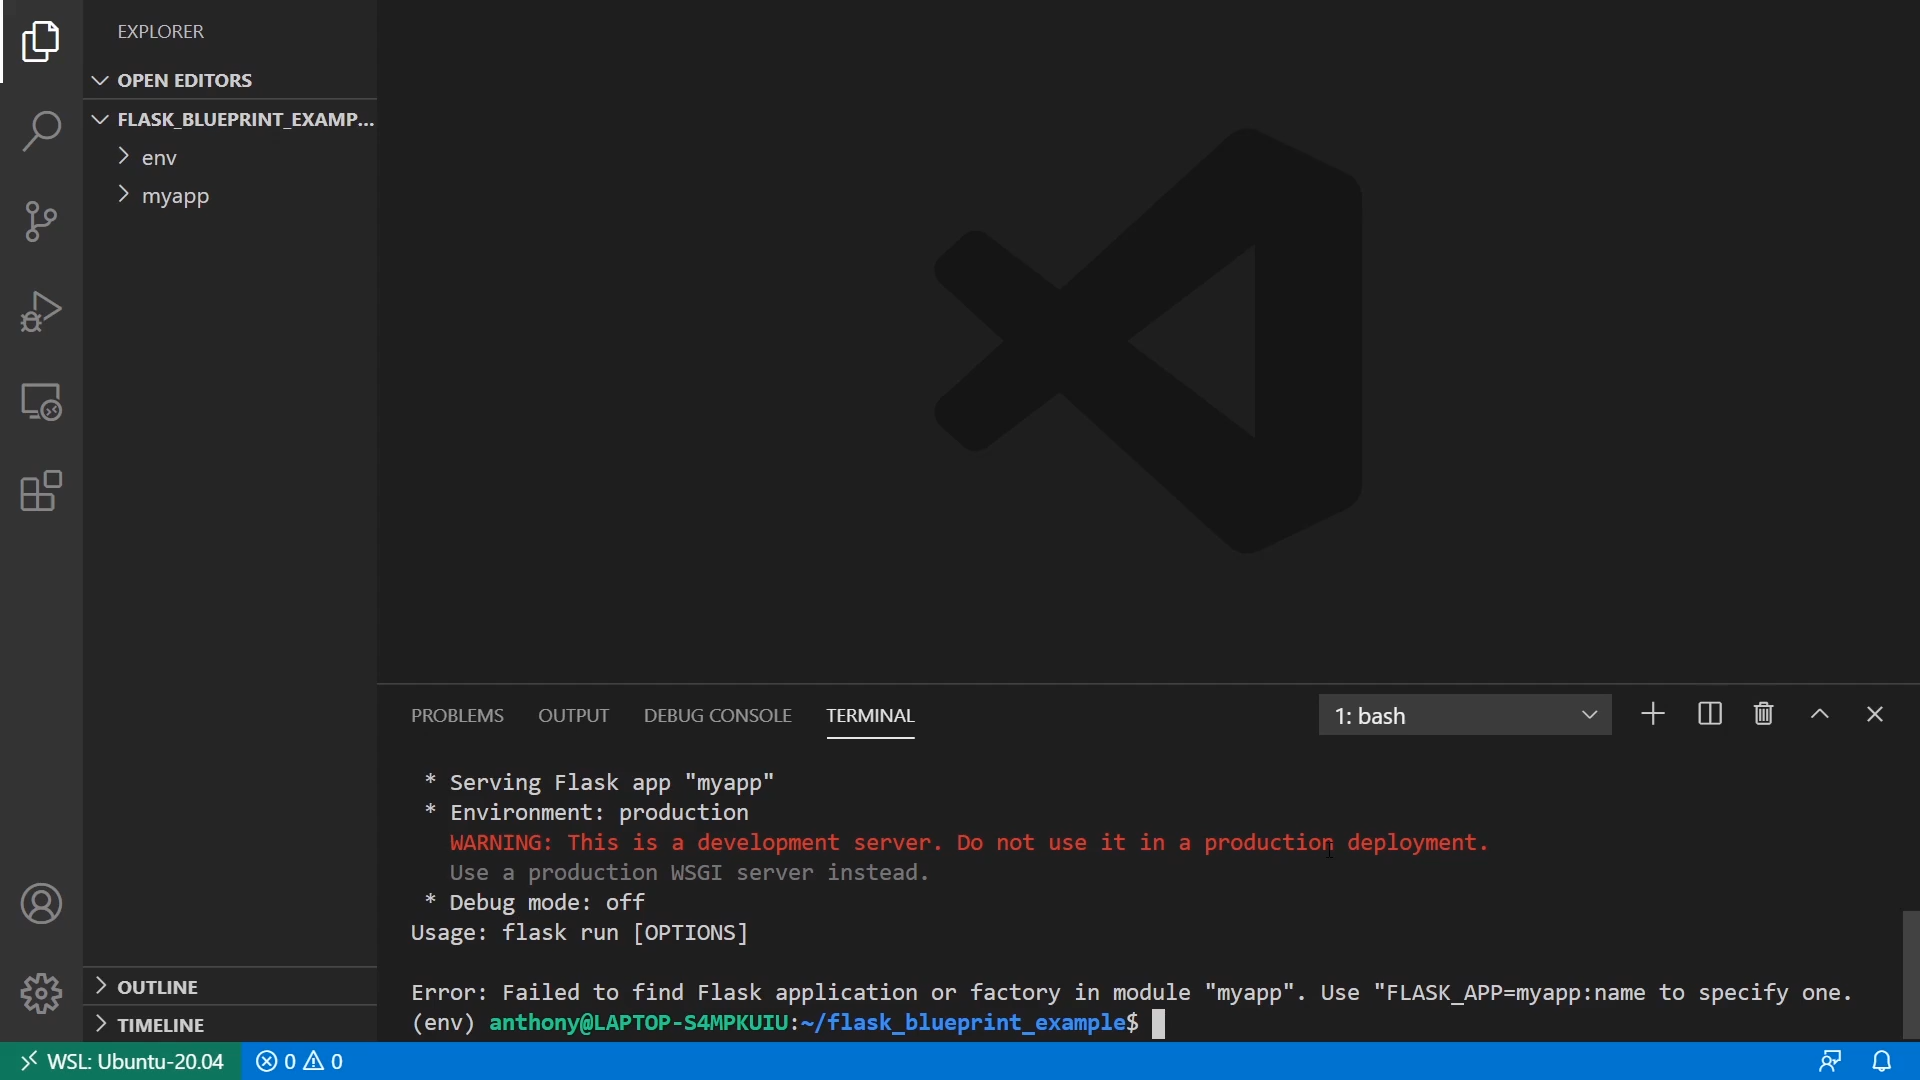 EXPLORER
OPEN EDITORS
FLASK_BLUEPRINT_EXAMP...
env
myapp
OUTLINE
TIMELINE
PROBLEMS OUTPUT DEBUG CONSOLE TERMINAL 1: bash
* Serving Flask app "myapp"
* Environment: production
WARNING: This is a development server. Do not use it in a production deployment.
Use a production WSGI server instead.
* Debug mode: off
Usage: flask run [OPTIONS]
Error: Failed to find Flask application or factory in module "myapp". Use "FLASK_APP=myapp:name to specify one.
(env) anthony@LAPTOP-S4MPKUIU:~/flask_blueprint_example$
WSL: Ubuntu-20.04 0 0